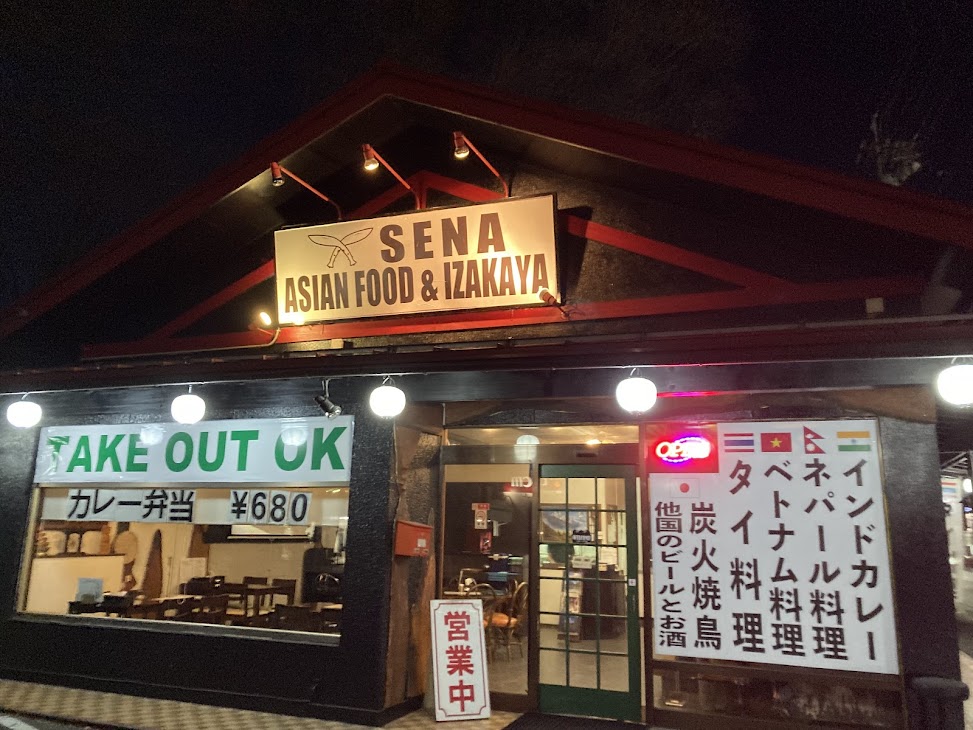 SENA
ASIAN FOOD & IZAKAYA
TAKE OUT OK
カレー弁当 ¥680
OPEN
インドカレー
ネパール料理
ベトナム料理
タイ料理
炭火焼鳥
他国のビールとお酒
営業中